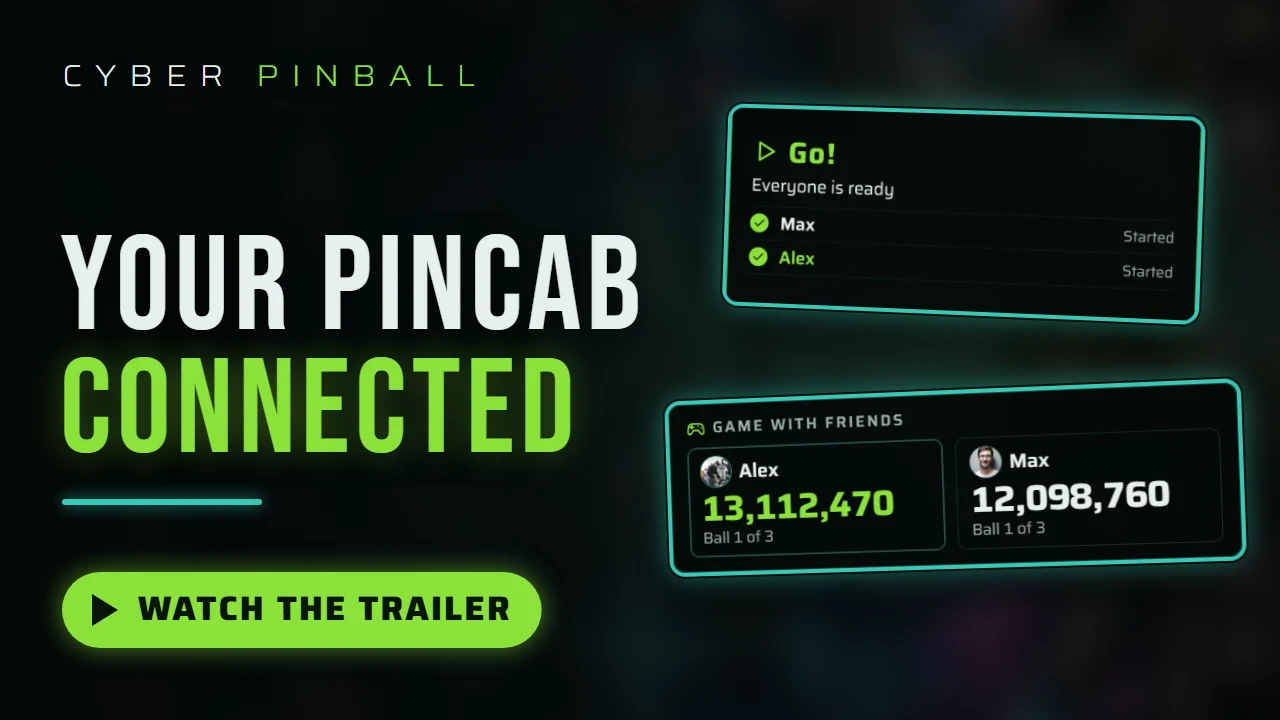 CYBER PINBALL
YOUR PINCAB
CONNECTED
WATCH THE TRAILER
Go!
Everyone is ready
Max Started
Alex Started
GAME WITH FRIENDS
Alex
13,112,470
Ball 1 of 3
Max
12,098,760
Ball 1 of 3